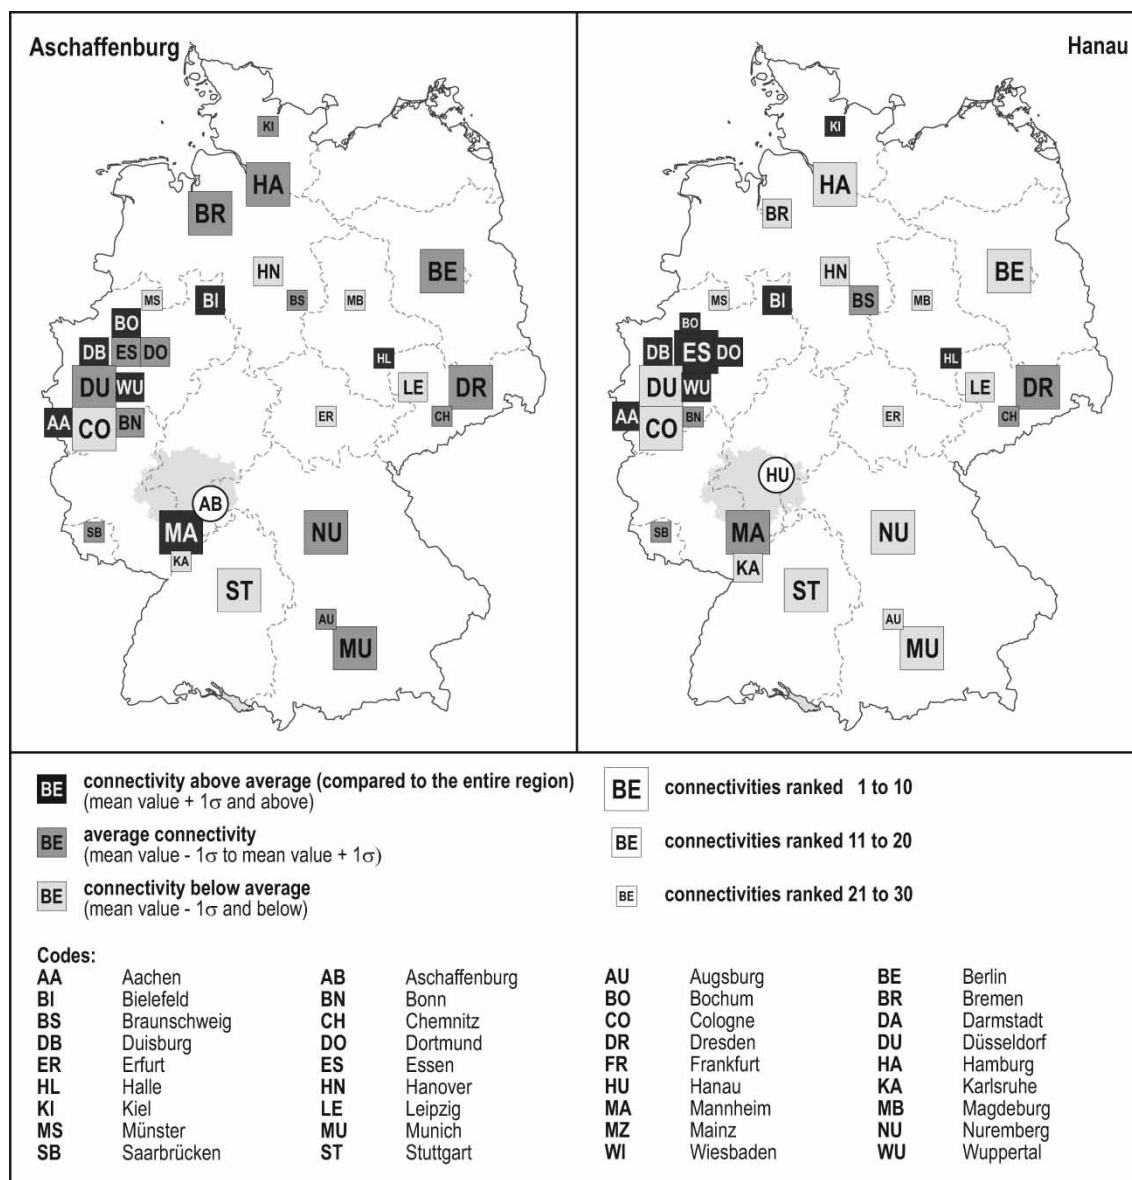 Aschaffenburg
KI
HA
BR
HN
BE
MS
BI
BS
MB
BO
DB
ES
DO
HL
DU
WU
LE
DR
AA
CO
BN
ER
CH
AB
SB
MA
NU
KA
ST
AU
MU
Hanau
KI
HA
BR
HN
BE
MS
BI
BS
MB
BO
DB
ES
DO
HL
DU
WU
LE
DR
AA
CO
BN
ER
CH
HU
SB
MA
NU
KA
ST
AU
MU
BE connectivity above average (compared to the entire region)
(mean value + 1σ and above)
BE average connectivity
(mean value - 1σ to mean value + 1σ)
BE connectivity below average
(mean value - 1σ and below)
BE connectivities ranked 1 to 10
BE connectivities ranked 11 to 20
BE connectivities ranked 21 to 30
Codes:
AA Aachen AB Aschaffenburg AU Augsburg BE Berlin
BI Bielefeld BN Bonn BO Bochum BR Bremen
BS Braunschweig CH Chemnitz CO Cologne DA Darmstadt
DB Duisburg DO Dortmund DR Dresden DU Düsseldorf
ER Erfurt ES Essen FR Frankfurt HA Hamburg
HL Halle HN Hanover HU Hanau KA Karlsruhe
KI Kiel LE Leipzig MA Mannheim MB Magdeburg
MS Münster MU Munich MZ Mainz NU Nuremberg
SB Saarbrücken ST Stuttgart WI Wiesbaden WU Wuppertal